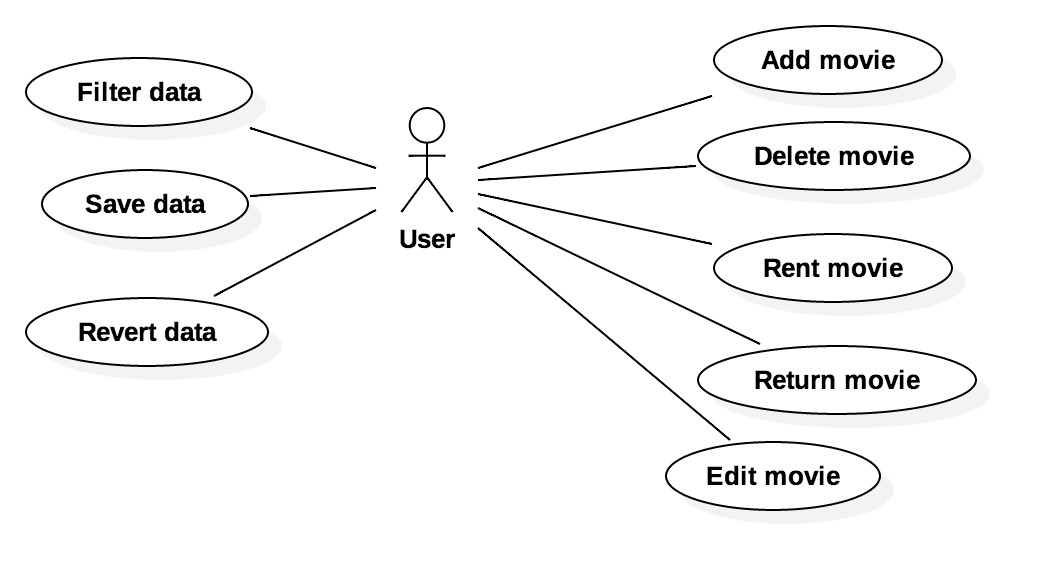 Filter data
Save data
Revert data
User
Add movie
Delete movie
Rent movie
Return movie
Edit movie